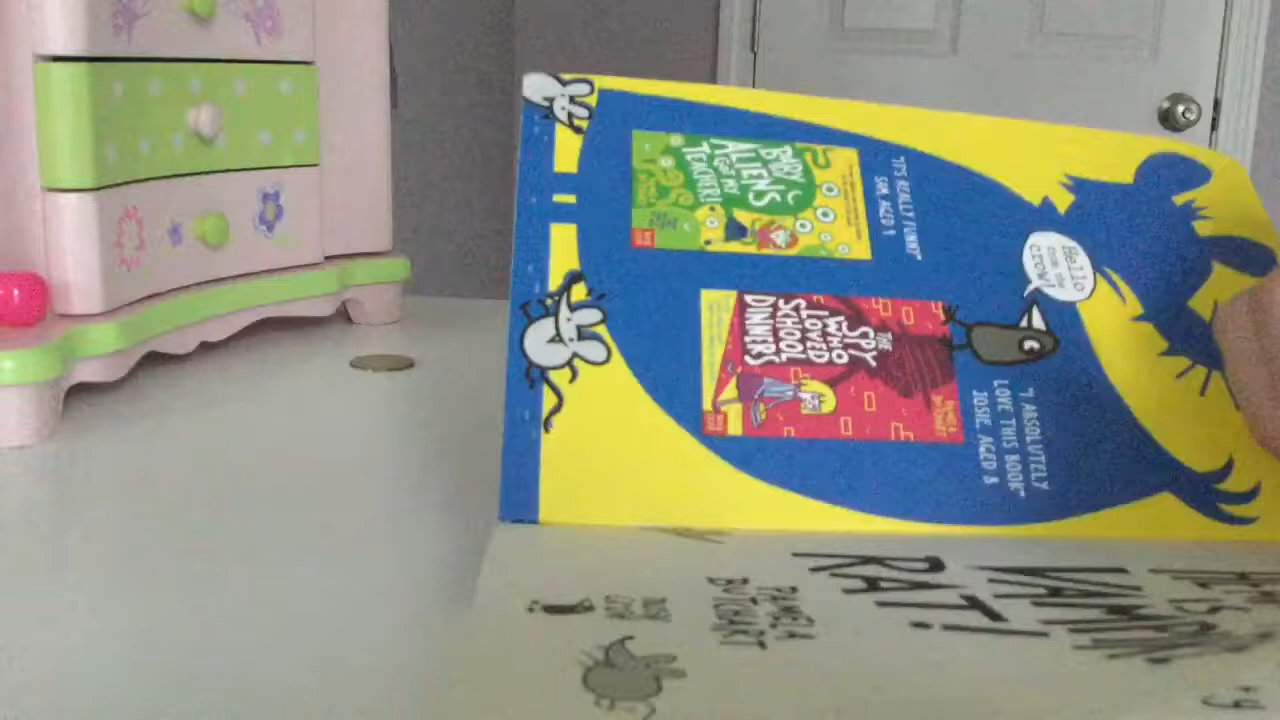 BABY
ALIENS
GOT MY
TEACHER!
"IT'S REALLY FUNNY"
SAM, AGED 9
THE
SPY
WHO
LOVED
SCHOOL
DINNERS
Hello
from the
crow!
"I ABSOLUTELY
LOVE THIS BOOK"
JOSIE, AGED 8
RAT!
PAMELA
BUTCHART